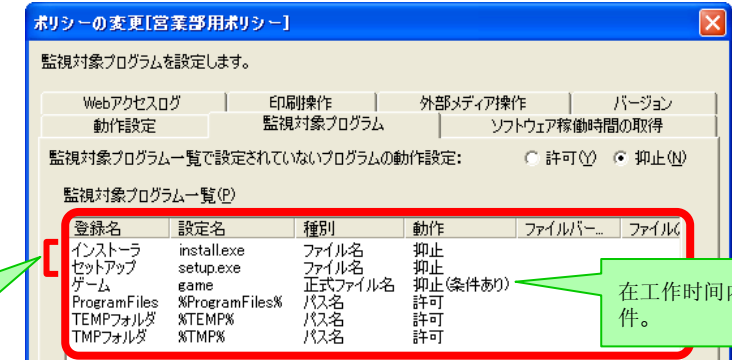 ポリシーの変更[営業部用ポリシー]
監視対象プログラムを設定します。
Webアクセスログ 印刷操作 外部メディア操作 バージョン
動作設定 監視対象プログラム ソフトウェア稼働時間の取得
監視対象プログラム一覧で設定されていないプログラムの動作設定: 許可(Y) 抑止(N)
監視対象プログラム一覧(P)
登録名 設定名 種別 動作 ファイルバー... ファイルの
インストーラ install.exe ファイル名 抑止
セットアップ setup.exe ファイル名 抑止
ゲーム game 正式ファイル名 抑止(条件あり)
ProgramFiles %ProgramFiles% パス名 許可
TEMPフォルダ %TEMP% パス名 許可
TMPフォルダ %TMP% パス名 許可
在工作时间内
件。